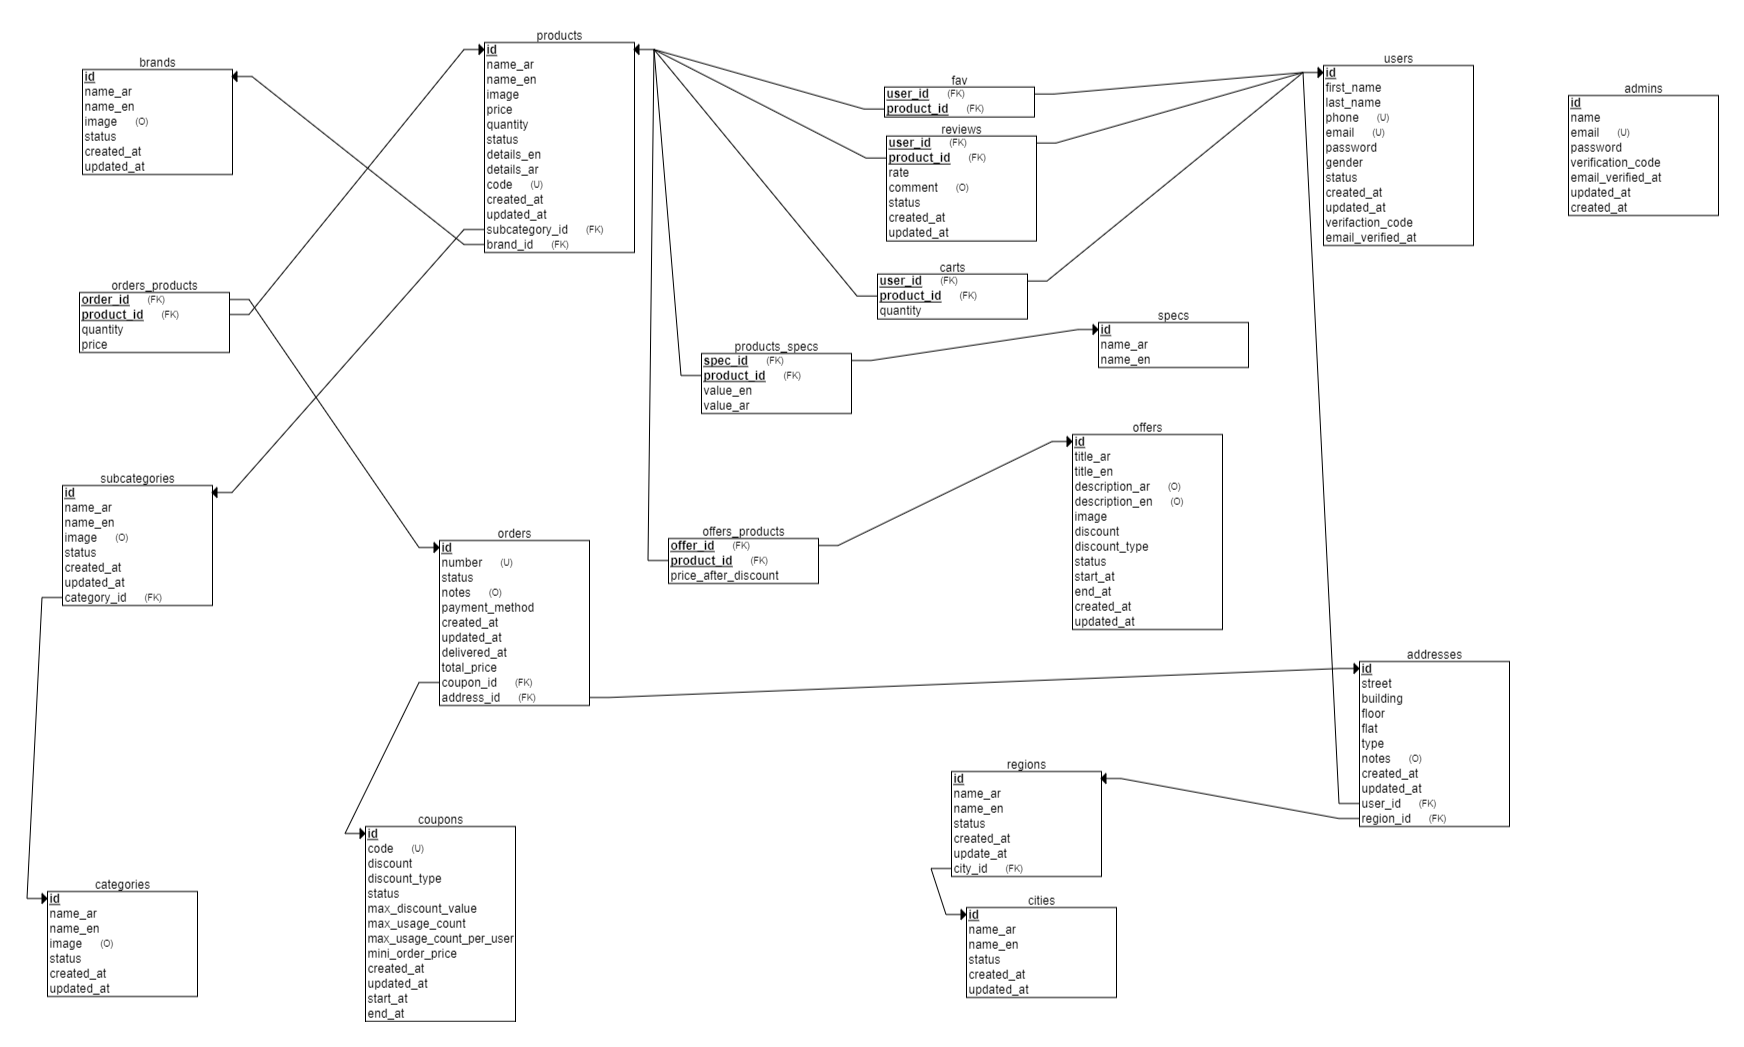 products
id
name_ar
name_en
image
price
quantity
status
details_en
details_ar
code (U)
created_at
updated_at
subcategory_id (FK)
brand_id (FK)
brands
id
name_ar
name_en
image (O)
status
created_at
updated_at
fav
user_id (FK)
product_id (FK)
reviews
user_id (FK)
product_id (FK)
rate
comment (O)
status
created_at
updated_at
users
id
first_name
last_name
phone (U)
email (U)
password
gender
status
created_at
updated_at
verifaction_code
email_verified_at
admins
id
name
email (U)
password
verification_code
email_verified_at
updated_at
created_at
orders_products
order_id (FK)
product_id (FK)
quantity
price
carts
user_id (FK)
product_id (FK)
quantity
specs
id
name_ar
name_en
products_specs
spec_id (FK)
product_id (FK)
value_en
value_ar
offers
id
title_ar
title_en
description_ar (O)
description_en (O)
image
discount
discount_type
status
start_at
end_at
created_at
updated_at
subcategories
id
name_ar
name_en
image (O)
status
created_at
updated_at
category_id (FK)
orders
id
number (U)
status
notes (O)
payment_method
created_at
updated_at
delivered_at
total_price
coupon_id (FK)
address_id (FK)
offers_products
offer_id (FK)
product_id (FK)
price_after_discount
addresses
id
street
building
floor
flat
type
notes (O)
created_at
updated_at
user_id (FK)
region_id (FK)
regions
id
name_ar
name_en
status
created_at
update_at
city_id (FK)
coupons
id
code (U)
discount
discount_type
status
max_discount_value
max_usage_count
max_usage_count_per_user
mini_order_price
created_at
updated_at
start_at
end_at
categories
id
name_ar
name_en
image (O)
status
created_at
updated_at
cities
id
name_ar
name_en
status
created_at
updated_at